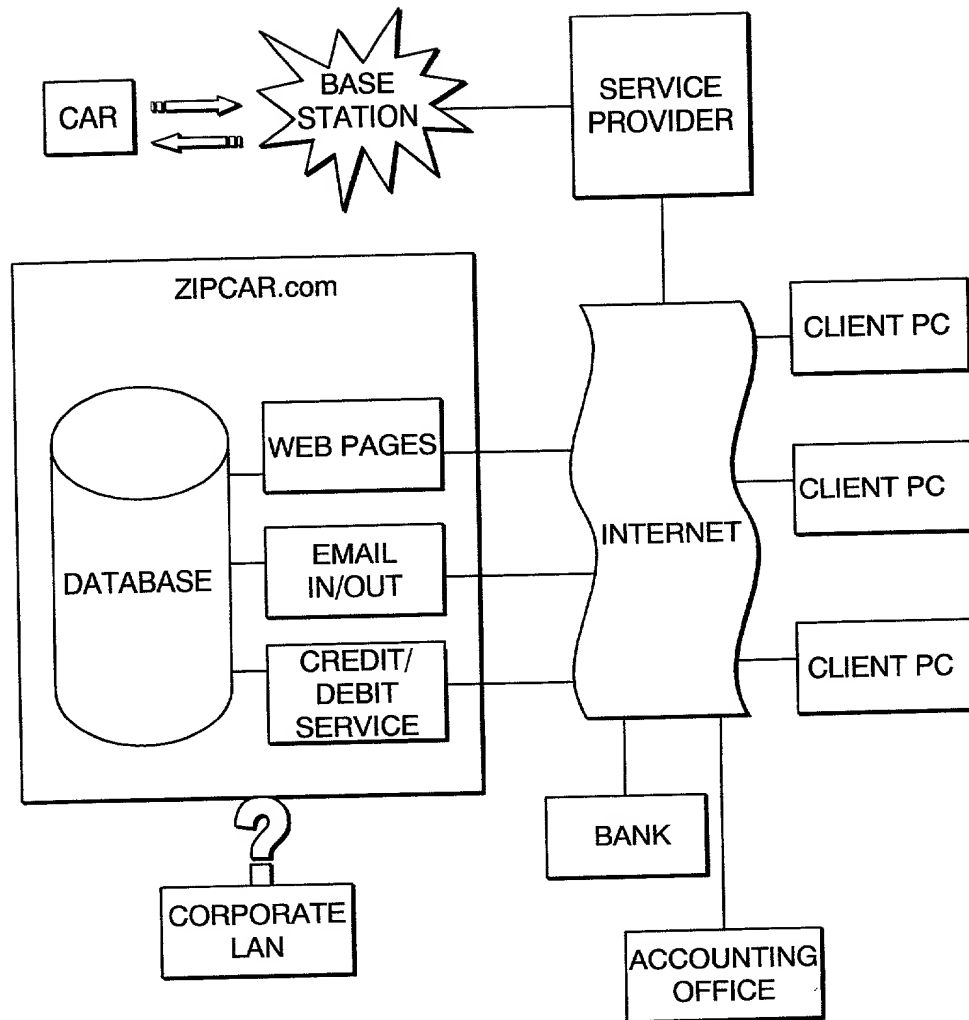 CAR
BASE
STATION
SERVICE
PROVIDER
ZIPCAR.com
DATABASE
WEB PAGES
EMAIL
IN/OUT
CREDIT/
DEBIT
SERVICE
INTERNET
CLIENT PC
CLIENT PC
CLIENT PC
?
CORPORATE
LAN
BANK
ACCOUNTING
OFFICE